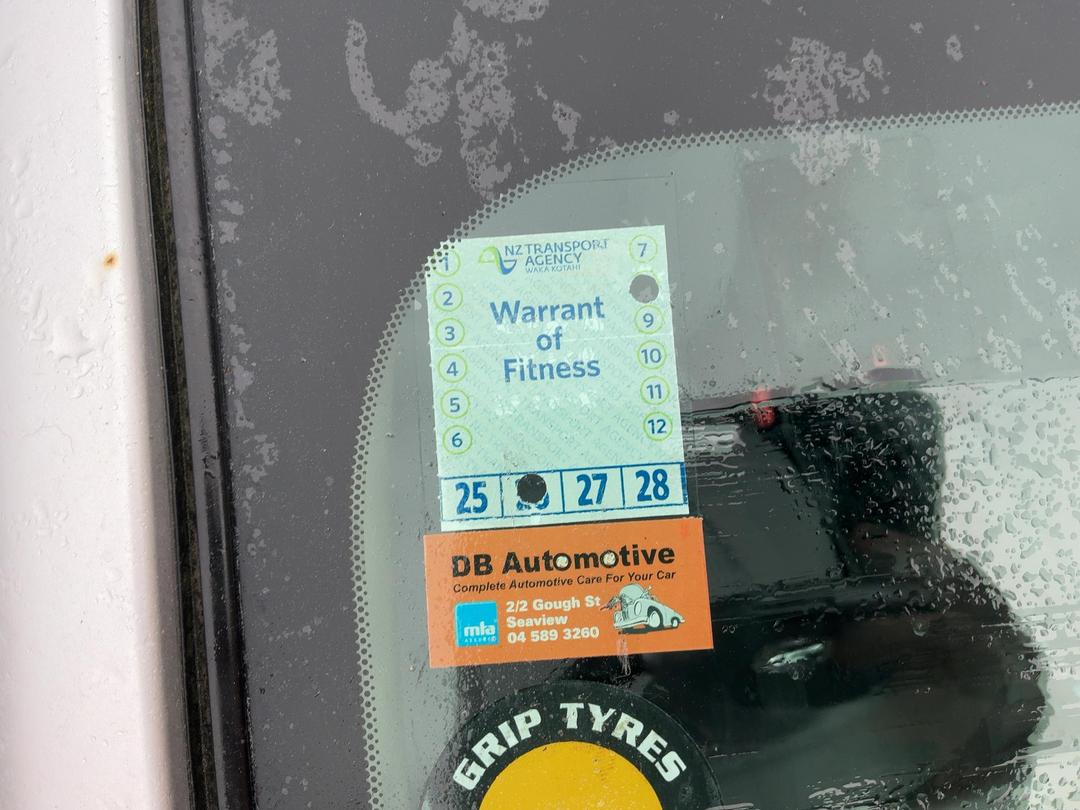 NZ TRANSPORT
AGENCY
WAKA KOTAHI
1
2
3
4
5
6
7
9
10
11
12
Warrant
of
Fitness
25 27 28
DB Automotive
Complete Automotive Care For Your Car
mta
ASSURED
2/2 Gough St
Seaview
04 589 3260
GRIP TYRES